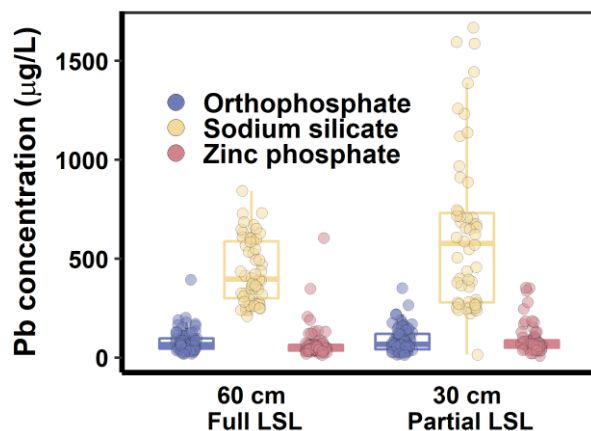 Pb concentration (μg/L)
1500
1000
500
0
Orthophosphate
Sodium silicate
Zinc phosphate
60 cm
Full LSL
30 cm
Partial LSL